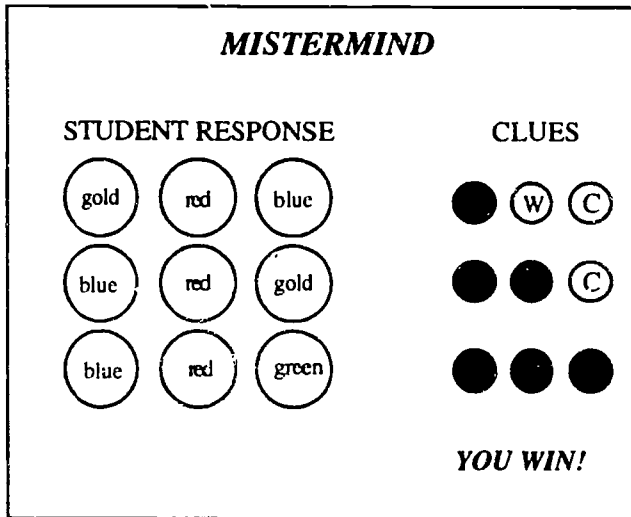 MISTERMIND
STUDENT RESPONSE CLUES
gold red blue W C
blue red gold C
blue red green
YOU WIN!